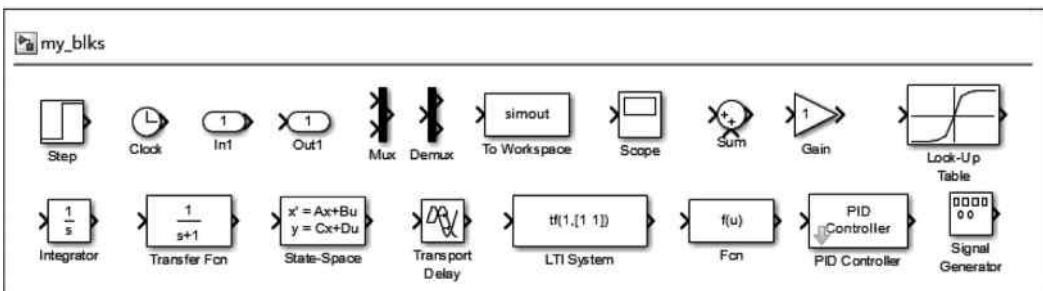 my_blks
1
1
simout
+
+
1
Step
Clock
In1
Out1
Mux
Demux
To Workspace
Scope
Sum
Gain
Look-Up
Table
1
s
1
s+1
x' = Ax+Bu
y = Cx+Du
tf(1,[1 1])
f(u)
PID
Controller
Integrator
Transfer Fcn
State-Space
Transport
Delay
LTI System
Fcn
PID Controller
Signal
Generator